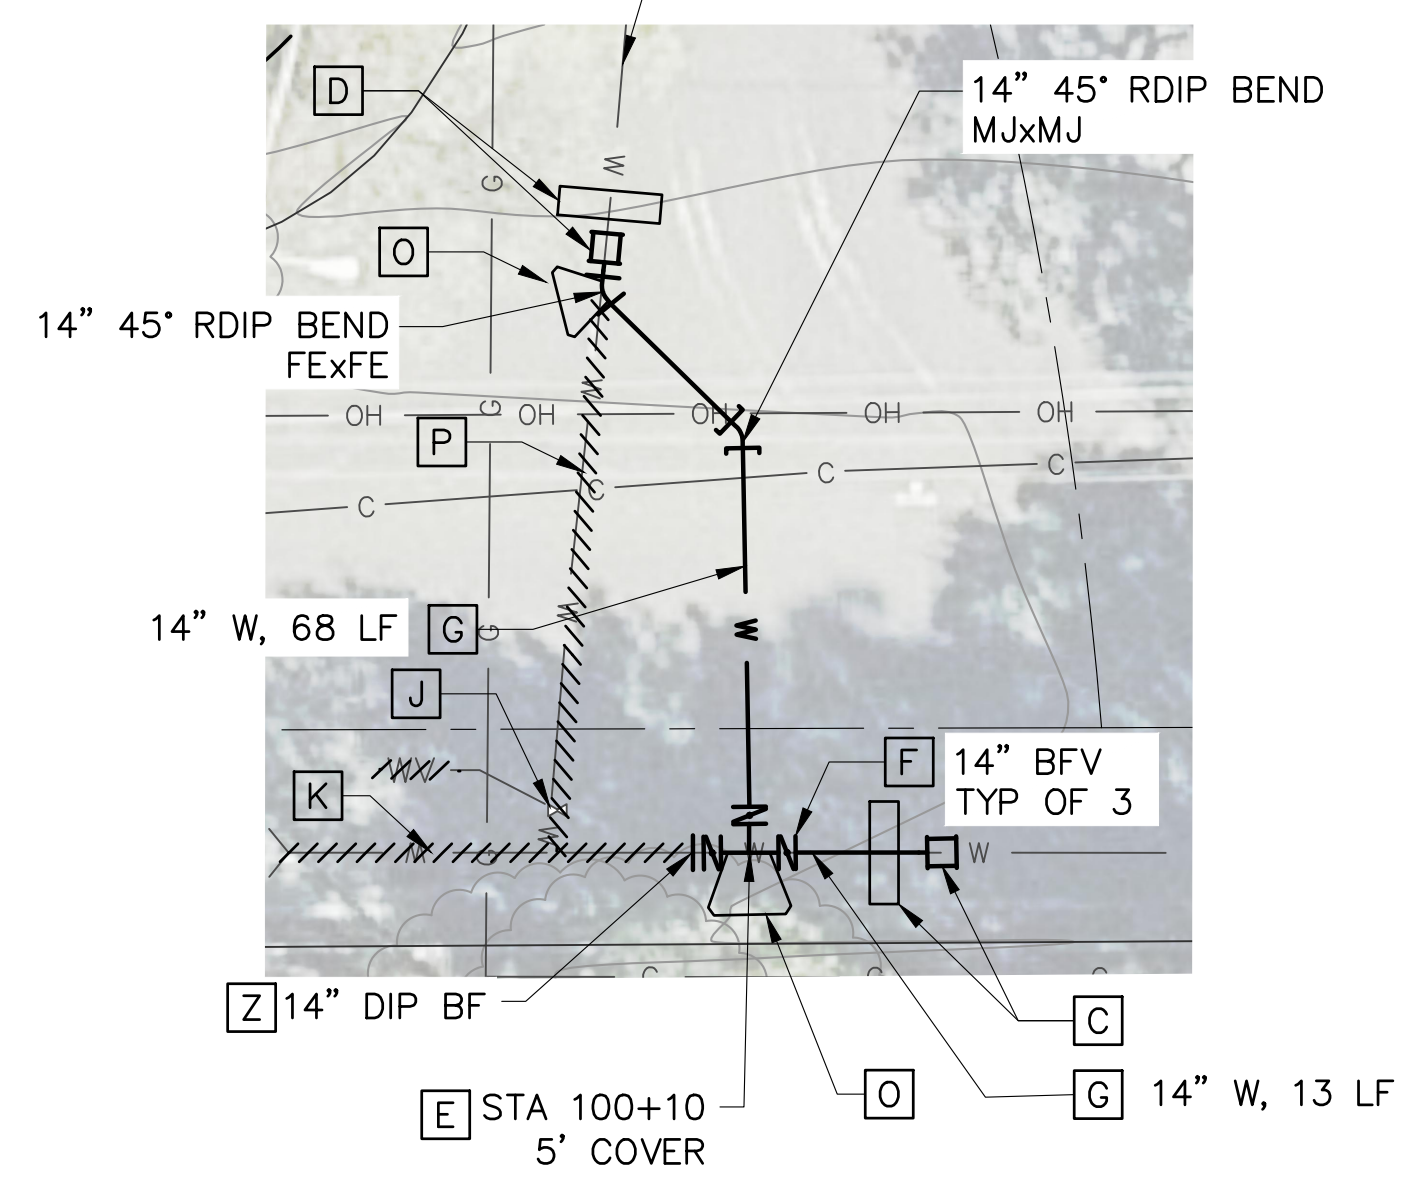 D
14” 45° RDIP BEND
MJxMJ
W
G
O
14” 45° RDIP BEND
FExFE
W
OH
G
OH
OH
OH
OH
P
C
C
C
C
14” W, 68 LF
G
G
W
W
J
W
F
14” BFV
TYP OF 3
K
W
W
G
W
W
Z
14” DIP BF
C
C
C
C
E
STA 100+10
5’ COVER
O
G
14” W, 13 LF